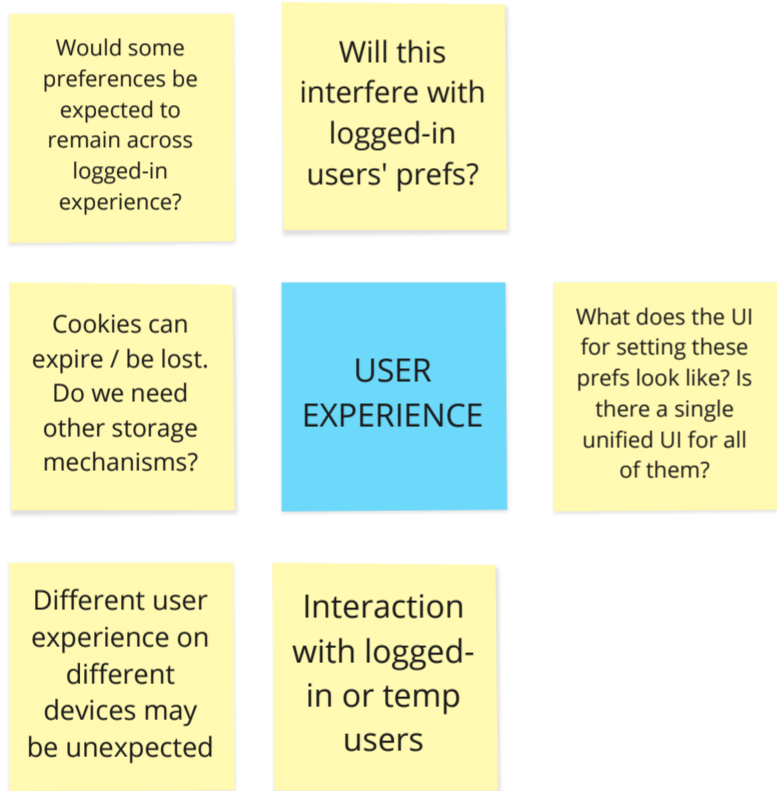 Would some
preferences be
expected to
remain across
logged-in
experience?
Will this
interfere with
logged-in
users' prefs?
Cookies can
expire / be lost.
Do we need
other storage
mechanisms?
USER
EXPERIENCE
What does the UI
for setting these
prefs look like? Is
there a single
unified UI for all
of them?
Different user
experience on
different
devices may
be unexpected
Interaction
with logged-
in or temp
users